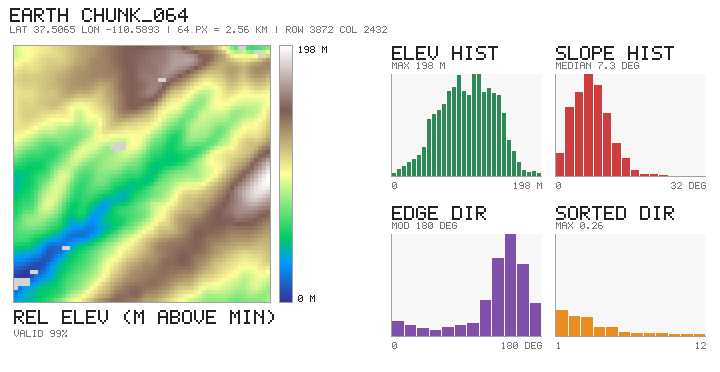 EARTH CHUNK_064
LAT 37.5065 LON -110.5893 | 64 PX = 2.56 KM | ROW 3872 COL 2432
198 M
0 M
REL ELEV (M ABOVE MIN)
VALID 99%
ELEV HIST
MAX 198 M
0 198 M
SLOPE HIST
MEDIAN 7.3 DEG
0 32 DEG
EDGE DIR
MOD 180 DEG
0 180 DEG
SORTED DIR
MAX 0.26
1 12